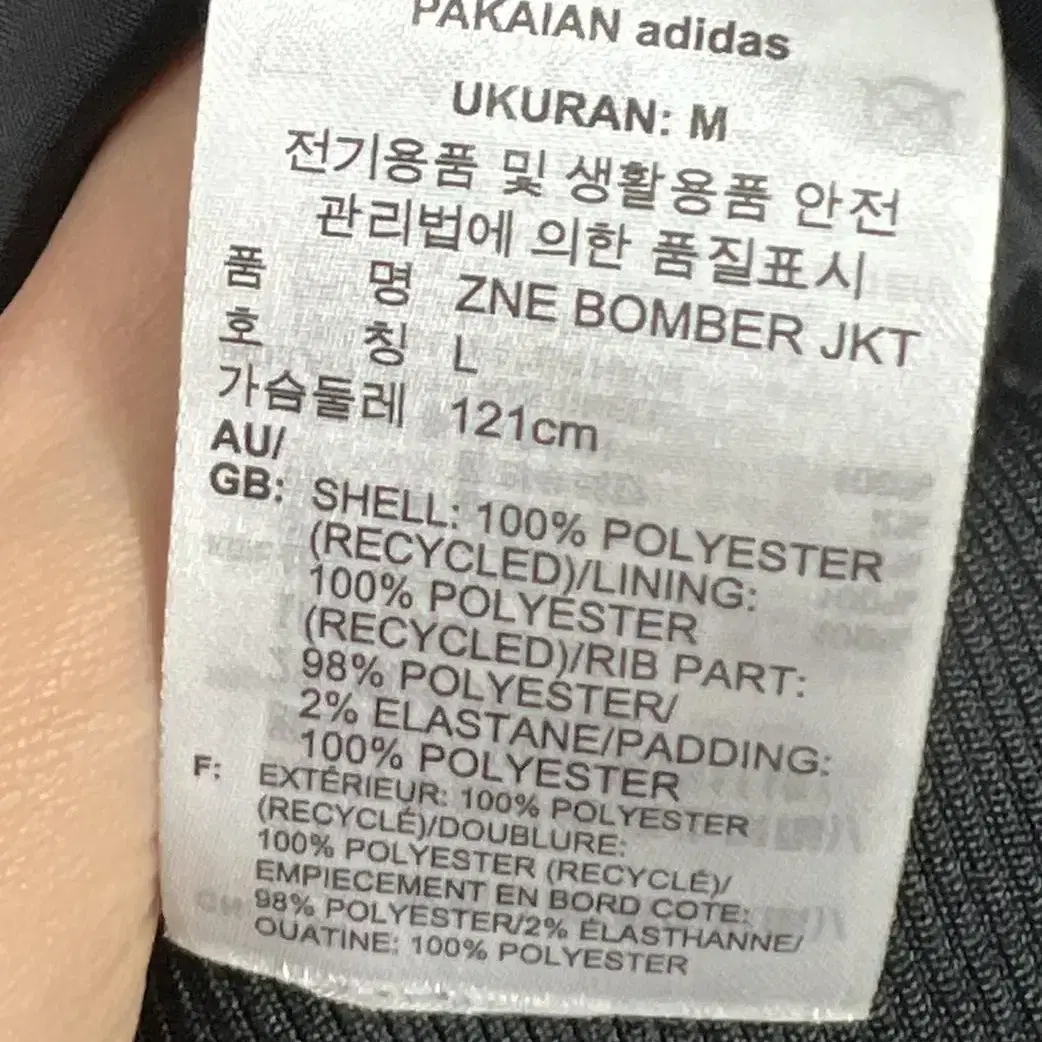 PAKAIAN adidas
UKURAN: M
전기용품 및 생활용품 안전
관리법에 의한 품질표시
품 명 ZNE BOMBER JKT
호 칭 L
가슴둘레 121cm
AU/
GB: SHELL: 100% POLYESTER
(RECYCLED)/LINING:
100% POLYESTER
(RECYCLED)/RIB PART:
98% POLYESTER/
2% ELASTANE/PADDING:
100% POLYESTER
F: EXTÉRIEUR: 100% POLYESTER
(RECYCLÉ)/DOUBLURE:
100% POLYESTER (RECYCLÉ)/
EMPIECEMENT EN BORD COTE:
98% POLYESTER/2% ÉLASTHANNE/
OUATINE: 100% POLYESTER